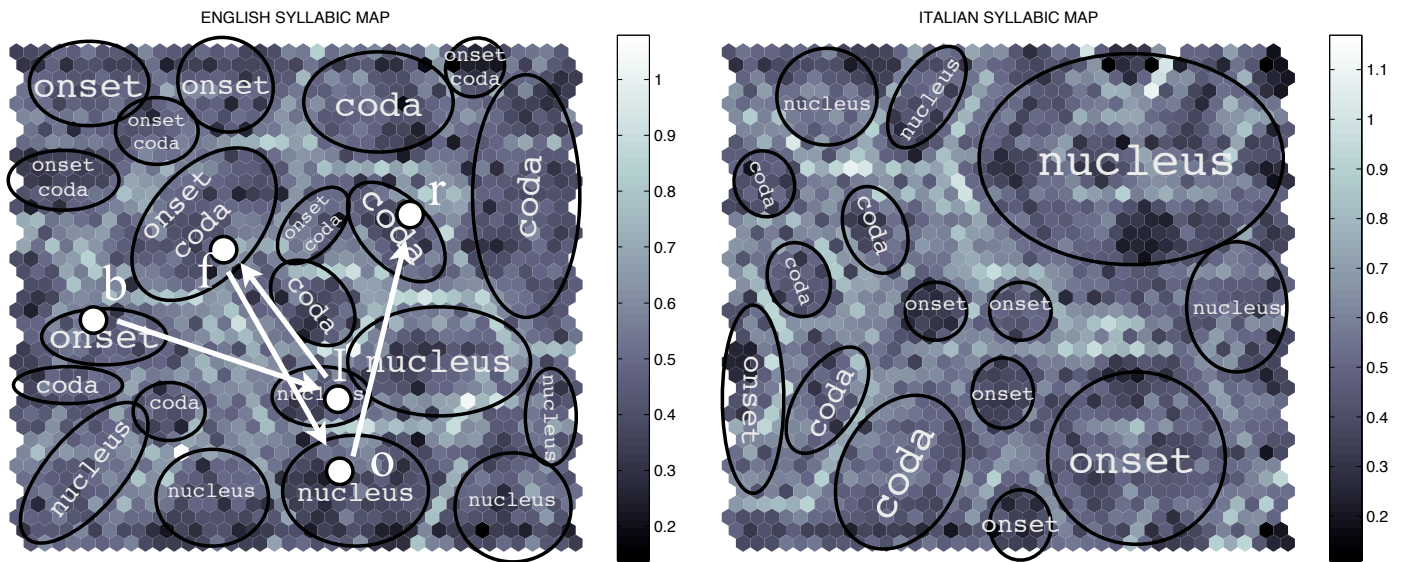 ENGLISH SYLLABIC MAP
onset
onset
coda
onset
coda
onset
coda
onset
coda
onset
coda
onset
coda
coda
r
coda
f
b
onset
coda
I
nucleus
nucleus
coda
coda
nucleus
nucleus
nucleus
o
nucleus
nucleus
1
0.9
0.8
0.7
0.6
0.5
0.4
0.3
0.2
ITALIAN SYLLABIC MAP
nucleus
nucleus
nucleus
coda
coda
coda
nucleus
onset
onset
onset
coda
onset
coda
onset
onset
1.1
1
0.9
0.8
0.7
0.6
0.5
0.4
0.3
0.2